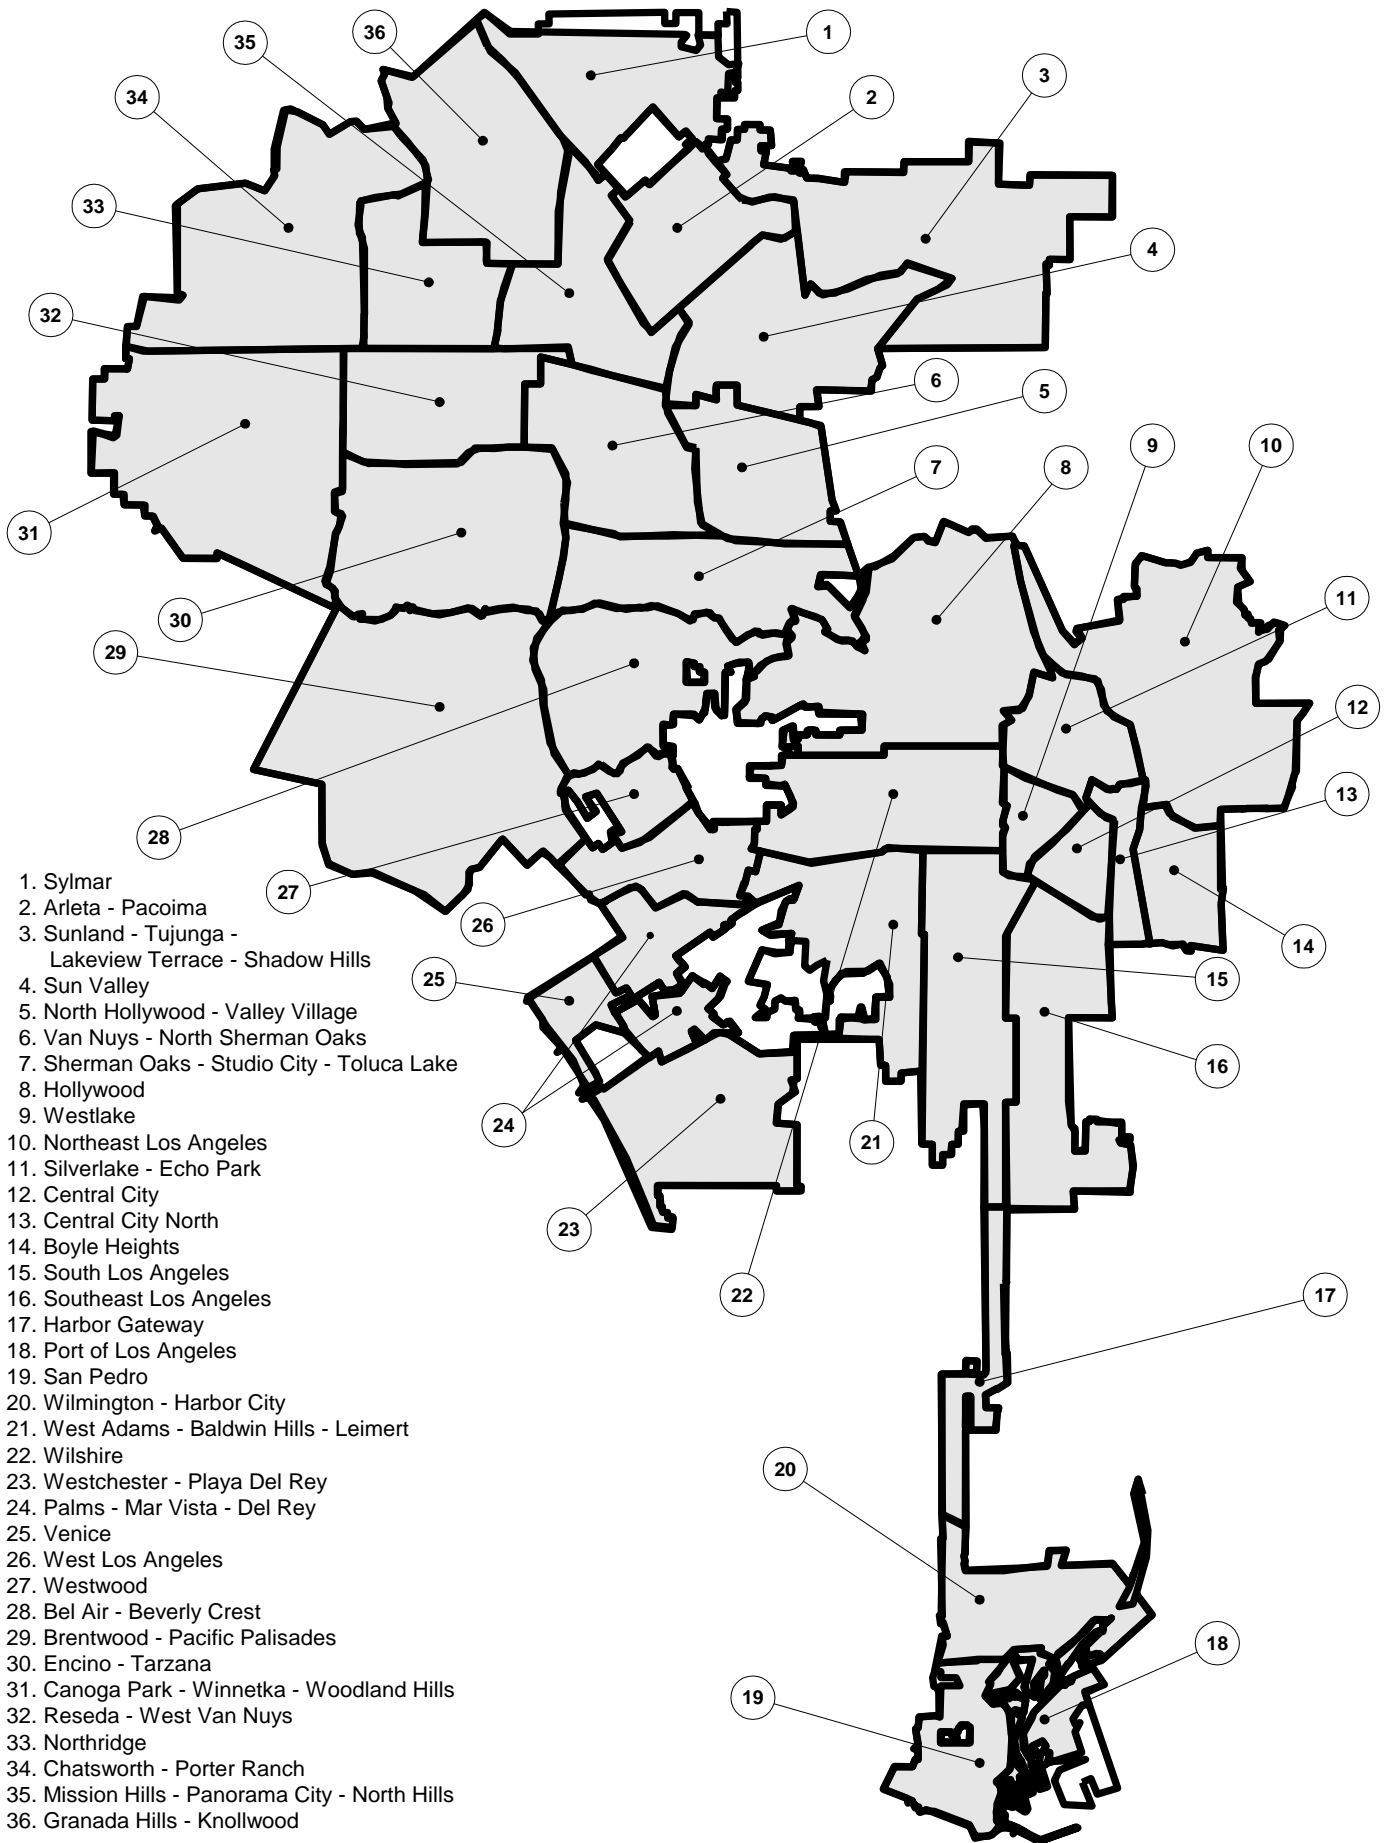 36
1
35
3
34
2
33
4
32
6
5
9
10
7
8
31
11
30
29
12
13
28
27
26
14
25
15
16
24
21
23
22
17
20
18
19
1. Sylmar
2. Arleta - Pacoima
3. Sunland - Tujunga -
Lakeview Terrace - Shadow Hills
4. Sun Valley
5. North Hollywood - Valley Village
6. Van Nuys - North Sherman Oaks
7. Sherman Oaks - Studio City - Toluca Lake
8. Hollywood
9. Westlake
10. Northeast Los Angeles
11. Silverlake - Echo Park
12. Central City
13. Central City North
14. Boyle Heights
15. South Los Angeles
16. Southeast Los Angeles
17. Harbor Gateway
18. Port of Los Angeles
19. San Pedro
20. Wilmington - Harbor City
21. West Adams - Baldwin Hills - Leimert
22. Wilshire
23. Westchester - Playa Del Rey
24. Palms - Mar Vista - Del Rey
25. Venice
26. West Los Angeles
27. Westwood
28. Bel Air - Beverly Crest
29. Brentwood - Pacific Palisades
30. Encino - Tarzana
31. Canoga Park - Winnetka - Woodland Hills
32. Reseda - West Van Nuys
33. Northridge
34. Chatsworth - Porter Ranch
35. Mission Hills - Panorama City - North Hills
36. Granada Hills - Knollwood